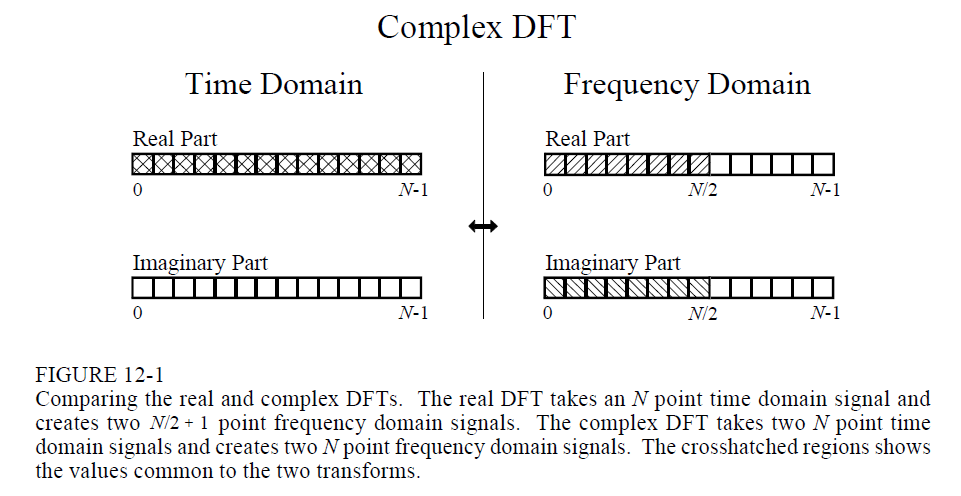 Complex DFT
Time Domain
Frequency Domain
Real Part
0
N-1
Real Part
0
N/2
N-1
Imaginary Part
0
N-1
Imaginary Part
0
N/2
N-1
FIGURE 12-1
Comparing the real and complex DFTs. The real DFT takes an N point time domain signal and
creates two N/2 + 1 point frequency domain signals. The complex DFT takes two N point time
domain signals and creates two N point frequency domain signals. The crosshatched regions shows
the values common to the two transforms.